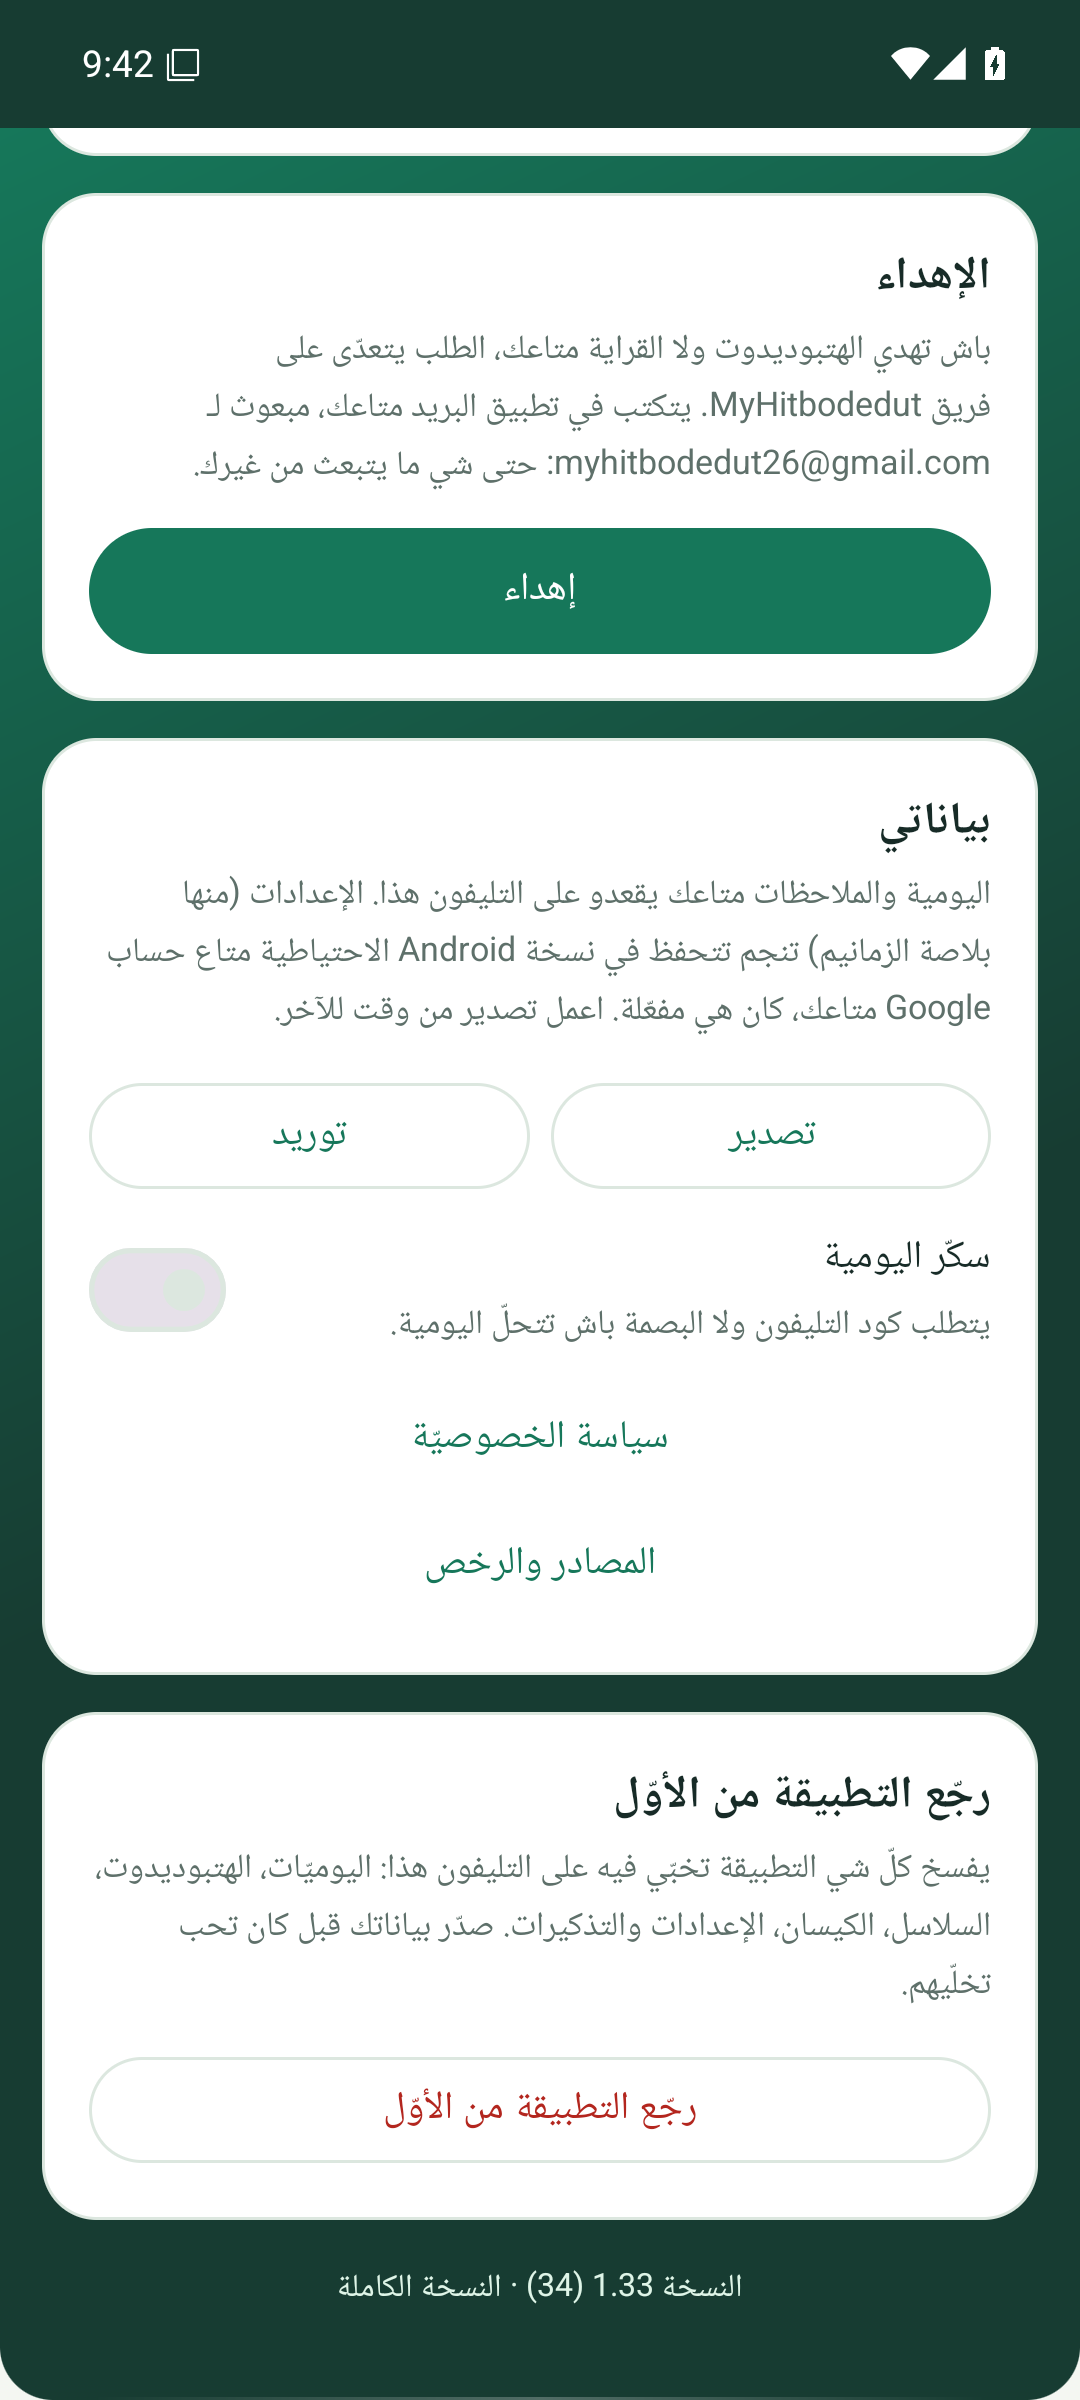 9:42
الإهداء
باش تهدي الهتبوديدوت ولا القراية متاعك، الطلب يتعدّى على
فريق MyHitbodedut. يتكتب في تطبيق البريد متاعك، مبعوث لـ
myhitbodedut26@gmail.com: حتى شي ما يتبعث من غيرك.
إهداء
بياناتي
اليومية والملاحظات متاعك يقعدو على التليفون هذا. الإعدادات (منها
بلاصة الزمانيم) تنجم تتحفظ في نسخة Android الاحتياطية متاع حساب
Google متاعك، كان هي مفعّلة. اعمل تصدير من وقت للآخر.
تصدير
توريد
سكّر اليومية
يتطلب كود التليفون ولا البصمة باش تتحلّ اليومية.
سياسة الخصوصيّة
المصادر والرخص
رجّع التطبيقة من الأوّل
يفسخ كلّ شي التطبيقة تخبّي فيه على التليفون هذا: اليوميّات، الهتبوديدوت،
السلاسل، الكيسان، الإعدادات والتذكيرات. صدّر بياناتك قبل كان تحب
تخلّيهم.
رجّع التطبيقة من الأوّل
النسخة 1.33 (34) · النسخة الكاملة